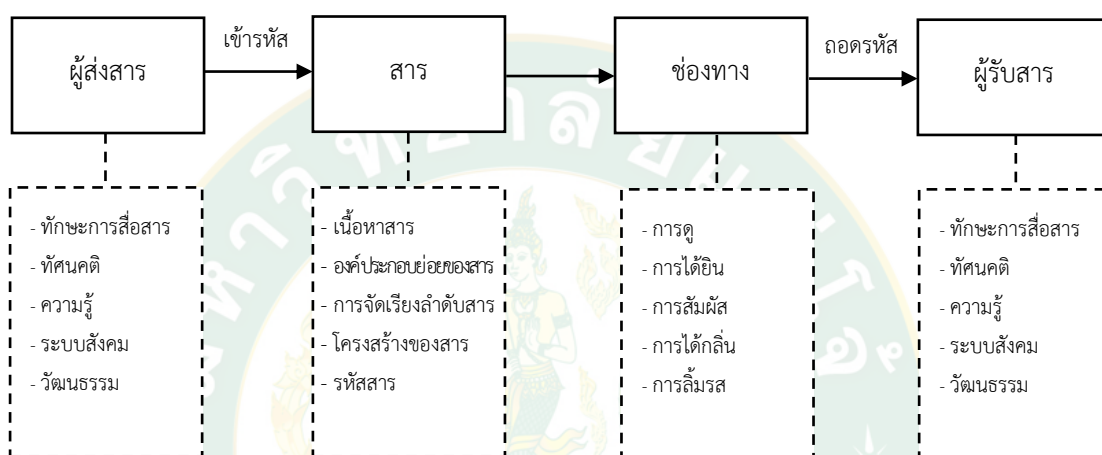 ผู้ส่งสาร
เข้ารหัส
สาร
ช่องทาง
ถอดรหัส
ผู้รับสาร
- ทักษะการสื่อสาร
- ทัศนคติ
- ความรู้
- ระบบสังคม
- วัฒนธรรม
- เนื้อหาสาร
- องค์ประกอบย่อยของสาร
- การจัดเรียงลำดับสาร
- โครงสร้างของสาร
- รหัสสาร
- การดู
- การได้ยิน
- การสัมผัส
- การได้กลิ่น
- การลิ้มรส
- ทักษะการสื่อสาร
- ทัศนคติ
- ความรู้
- ระบบสังคม
- วัฒนธรรม